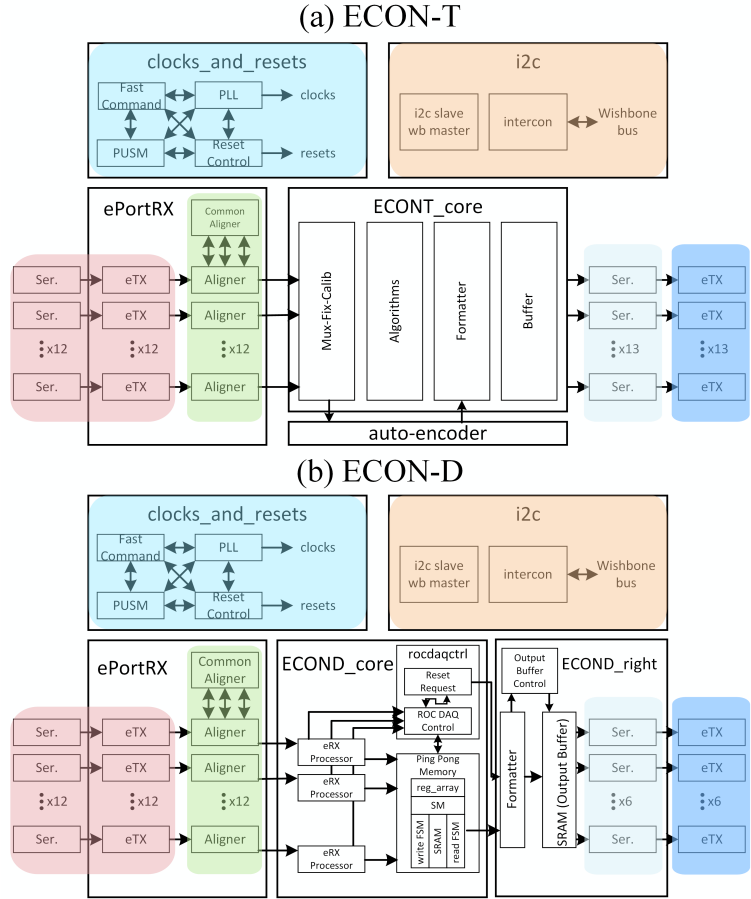 (a) ECON-T
clocks_and_resets
i2c
Fast
Command
PLL
clocks
PUSM
Reset
Control
resets
i2c slave
wb master
intercon
Wishbone
bus
ePortRX
Common
Aligner
ECONT_core
Ser.
eTX
Aligner
Ser.
eTX
Aligner
x12
x12
x12
Ser.
eTX
Aligner
Mux-Fix-Calib
Algorithms
Formatter
Buffer
Ser.
eTX
Ser.
eTX
x13
x13
Ser.
eTX
auto-encoder
(b) ECON-D
clocks_and_resets
i2c
Fast
Command
PLL
clocks
PUSM
Reset
Control
resets
i2c slave
wb master
intercon
Wishbone
bus
ePortRX
Common
Aligner
Ser.
eTX
Aligner
Ser.
eTX
Aligner
x12
x12
x12
Ser.
eTX
Aligner
ECOND_core
rocdaqctrl
Reset
Request
ROC DAQ
Control
eRX
Processor
eRX
Processor
eRX
Processor
Ping Pong
Memory
reg_array
SM
write FSM
SRAM
read FSM
Output
Buffer
Control
ECOND_right
Formatter
SRAM (Output Buffer)
Ser.
eTX
Ser.
eTX
x6
x6
Ser.
eTX